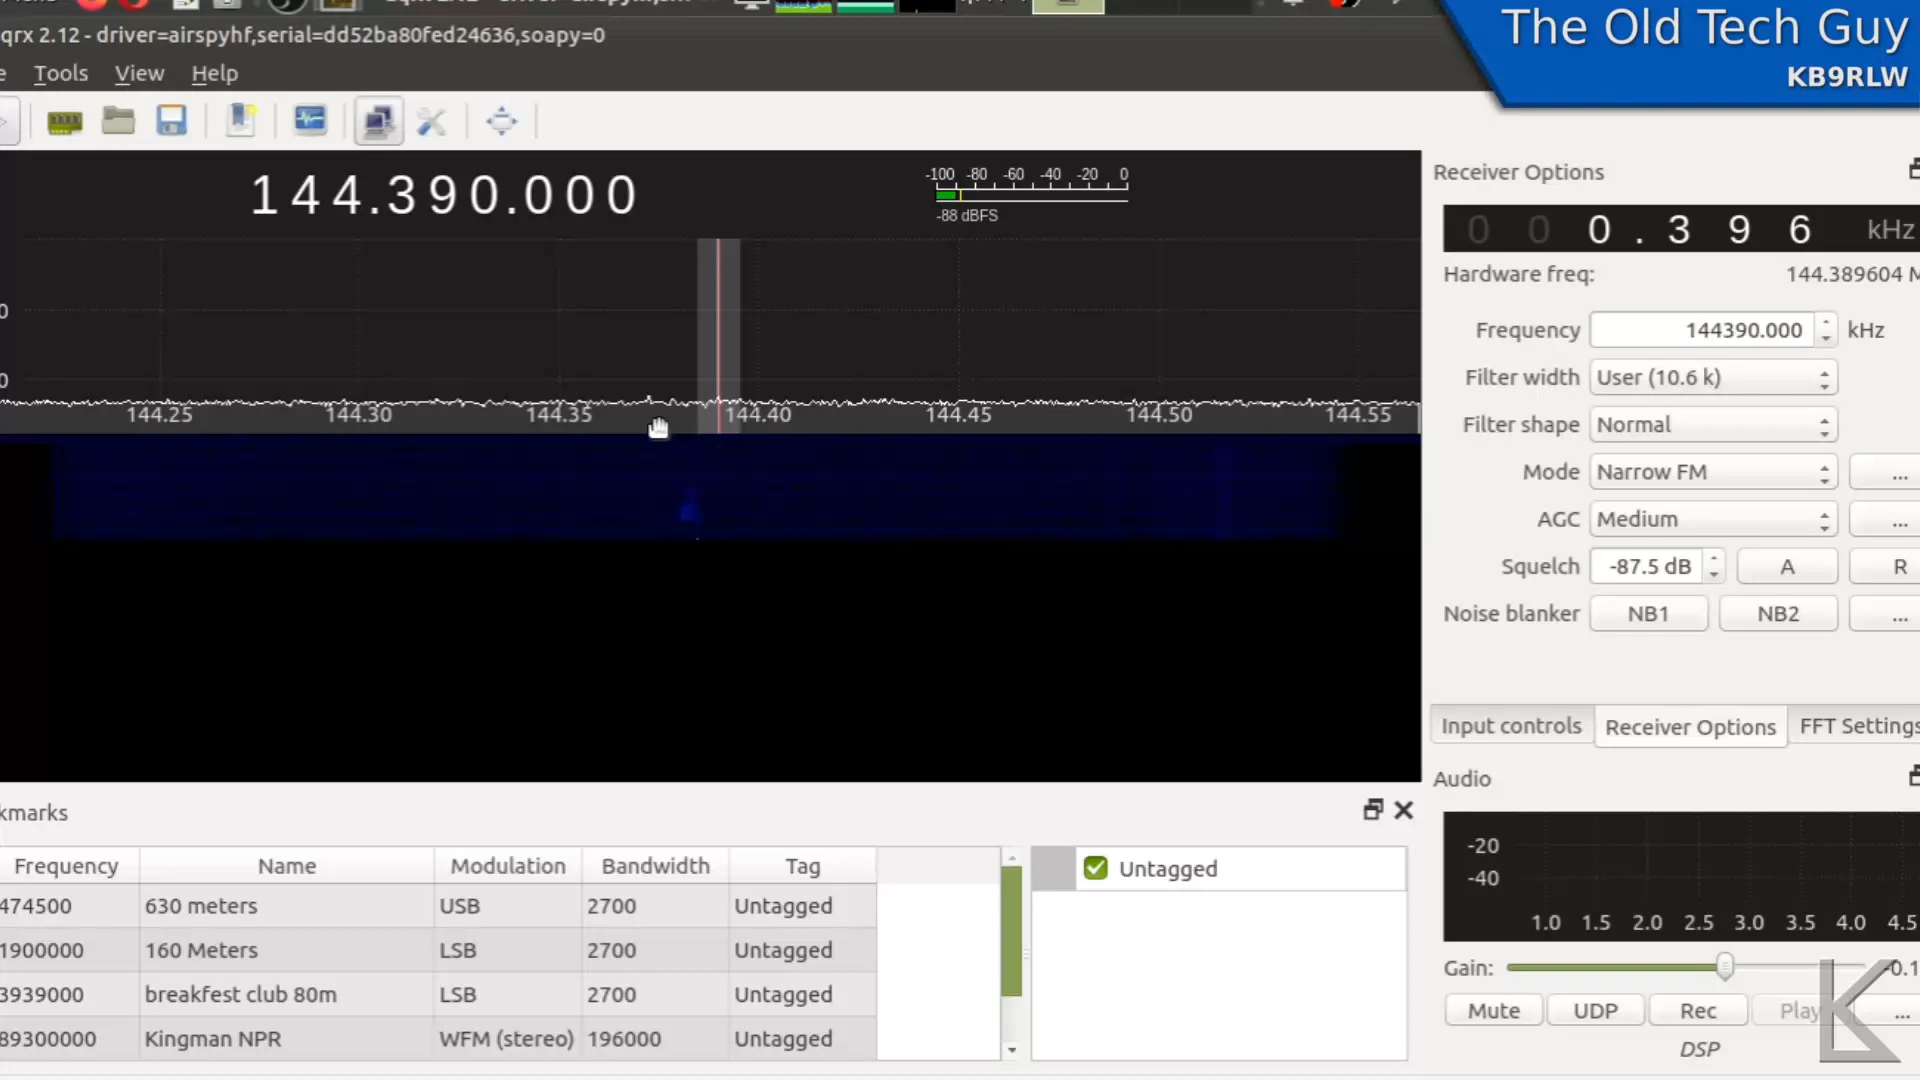 The Old Tech Guy
KB9RLW
qrx 2.12 - driver=airspyhf,serial=dd52ba80fed24636,soapy=0
e Tools View Help
144.390.000
-100 -80 -60 -40 -20 0
-88 dBFS
0
0
144.25 144.30 144.35 144.40 144.45 144.50 144.55
Receiver Options
0 0 0.396 kHz
Hardware freq: 144.389604 M
Frequency 144390.000 kHz
Filter width User (10.6 k)
Filter shape Normal
Mode Narrow FM ...
AGC Medium ...
Squelch -87.5 dB A R
Noise blanker NB1 NB2 ...
Input controls Receiver Options FFT Settings
Audio
-20
-40
1.0 1.5 2.0 2.5 3.0 3.5 4.0 4.5
Gain: -0.1
Mute UDP Rec Play ...
DSP
K
kmarks
Frequency Name Modulation Bandwidth Tag
474500 630 meters USB 2700 Untagged
1900000 160 Meters LSB 2700 Untagged
3939000 breakfest club 80m LSB 2700 Untagged
89300000 Kingman NPR WFM (stereo) 196000 Untagged
Untagged